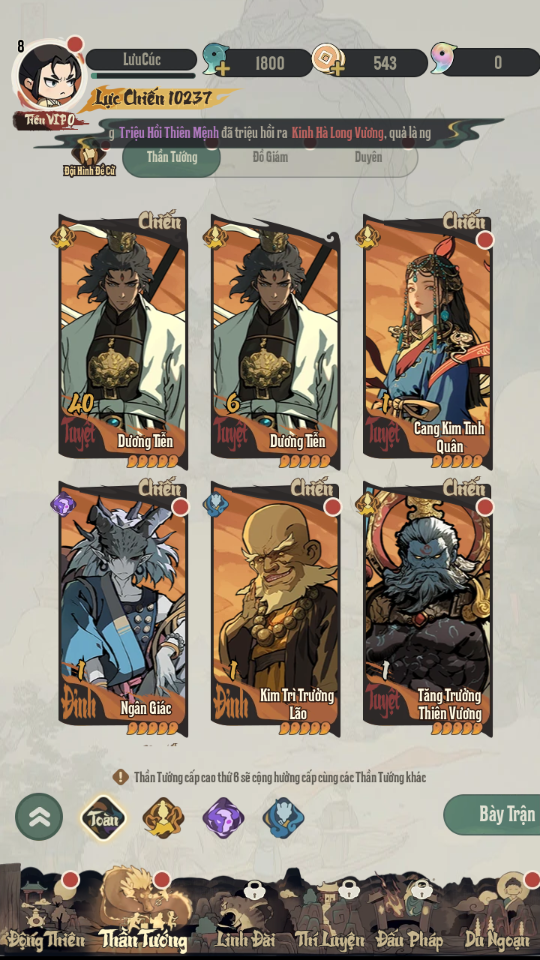 8
LưuCúc
1800
543
0
Lực Chiến 10237
Tiên VIP 0
g Triệu Hồi Thiên Mệnh đã triệu hồi ra Kinh Hà Long Vương, quả là ng
Đội Hình Đề Cử
Thần Tướng
Đồ Giám
Duyên
Chiến
40
Tuyệt
Dương Tiễn
6
Tuyệt
Dương Tiễn
Chiến
1
Tuyệt
Cang Kim Tinh
Quân
Chiến
1
Đỉnh
Ngân Giác
Chiến
1
Đỉnh
Kim Trì Trưởng
Lão
Chiến
1
Tuyệt
Tăng Trưởng
Thiên Vương
Thần Tướng cấp cao thứ 6 sẽ cộng hưởng cấp cùng các Thần Tướng khác
Toàn
Bày Trận
Động Thiên
Thần Tướng
Linh Đài
Thí Luyện
Đấu Pháp
Du Ngoạn